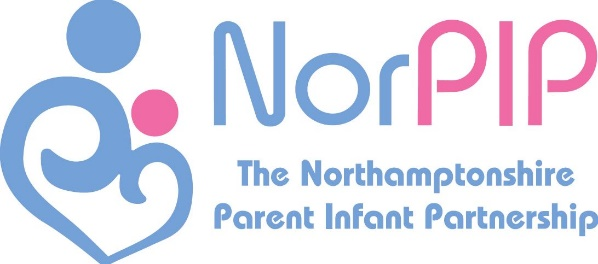 NorPIP
The Northamptonshire
Parent Infant Partnership